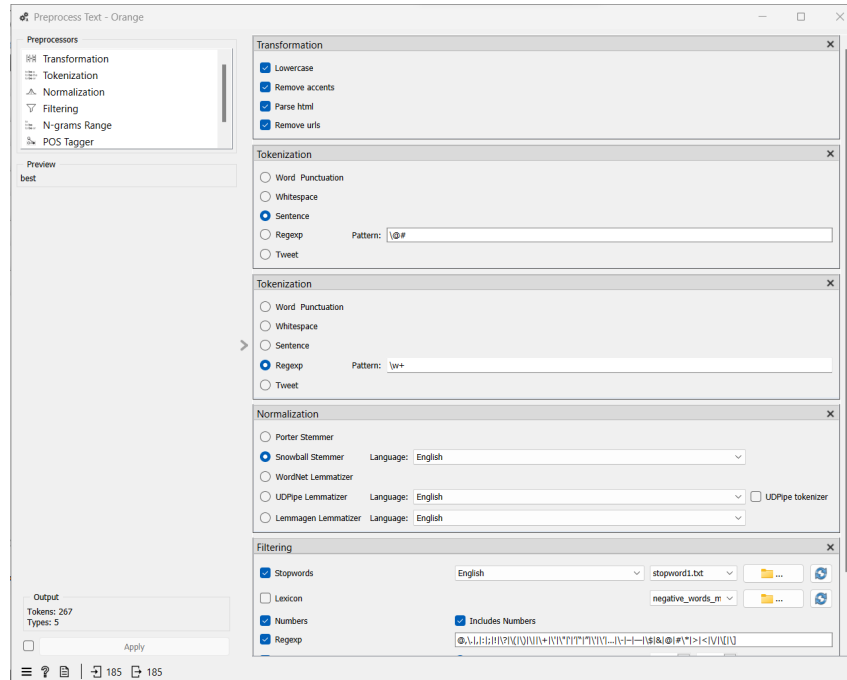 Preprocess Text - Orange
Preprocessors
Transformation
Tokenization
Normalization
Filtering
N-grams Range
POS Tagger
Preview
best
Output
Tokens: 267
Types: 5
Apply
185 185
Transformation
Lowercase
Remove accents
Parse html
Remove urls
Tokenization
Word Punctuation
Whitespace
Sentence
Regexp Pattern: \@#
Tweet
Tokenization
Word Punctuation
Whitespace
Sentence
Regexp Pattern: \w+
Tweet
Normalization
Porter Stemmer
Snowball Stemmer Language: English
WordNet Lemmatizer
UDPipe Lemmatizer Language: English UDPipe tokenizer
Lemmagen Lemmatizer Language: English
Filtering
Stopwords English stopword1.txt ...
Lexicon negative_words_m ...
Numbers Includes Numbers
Regexp